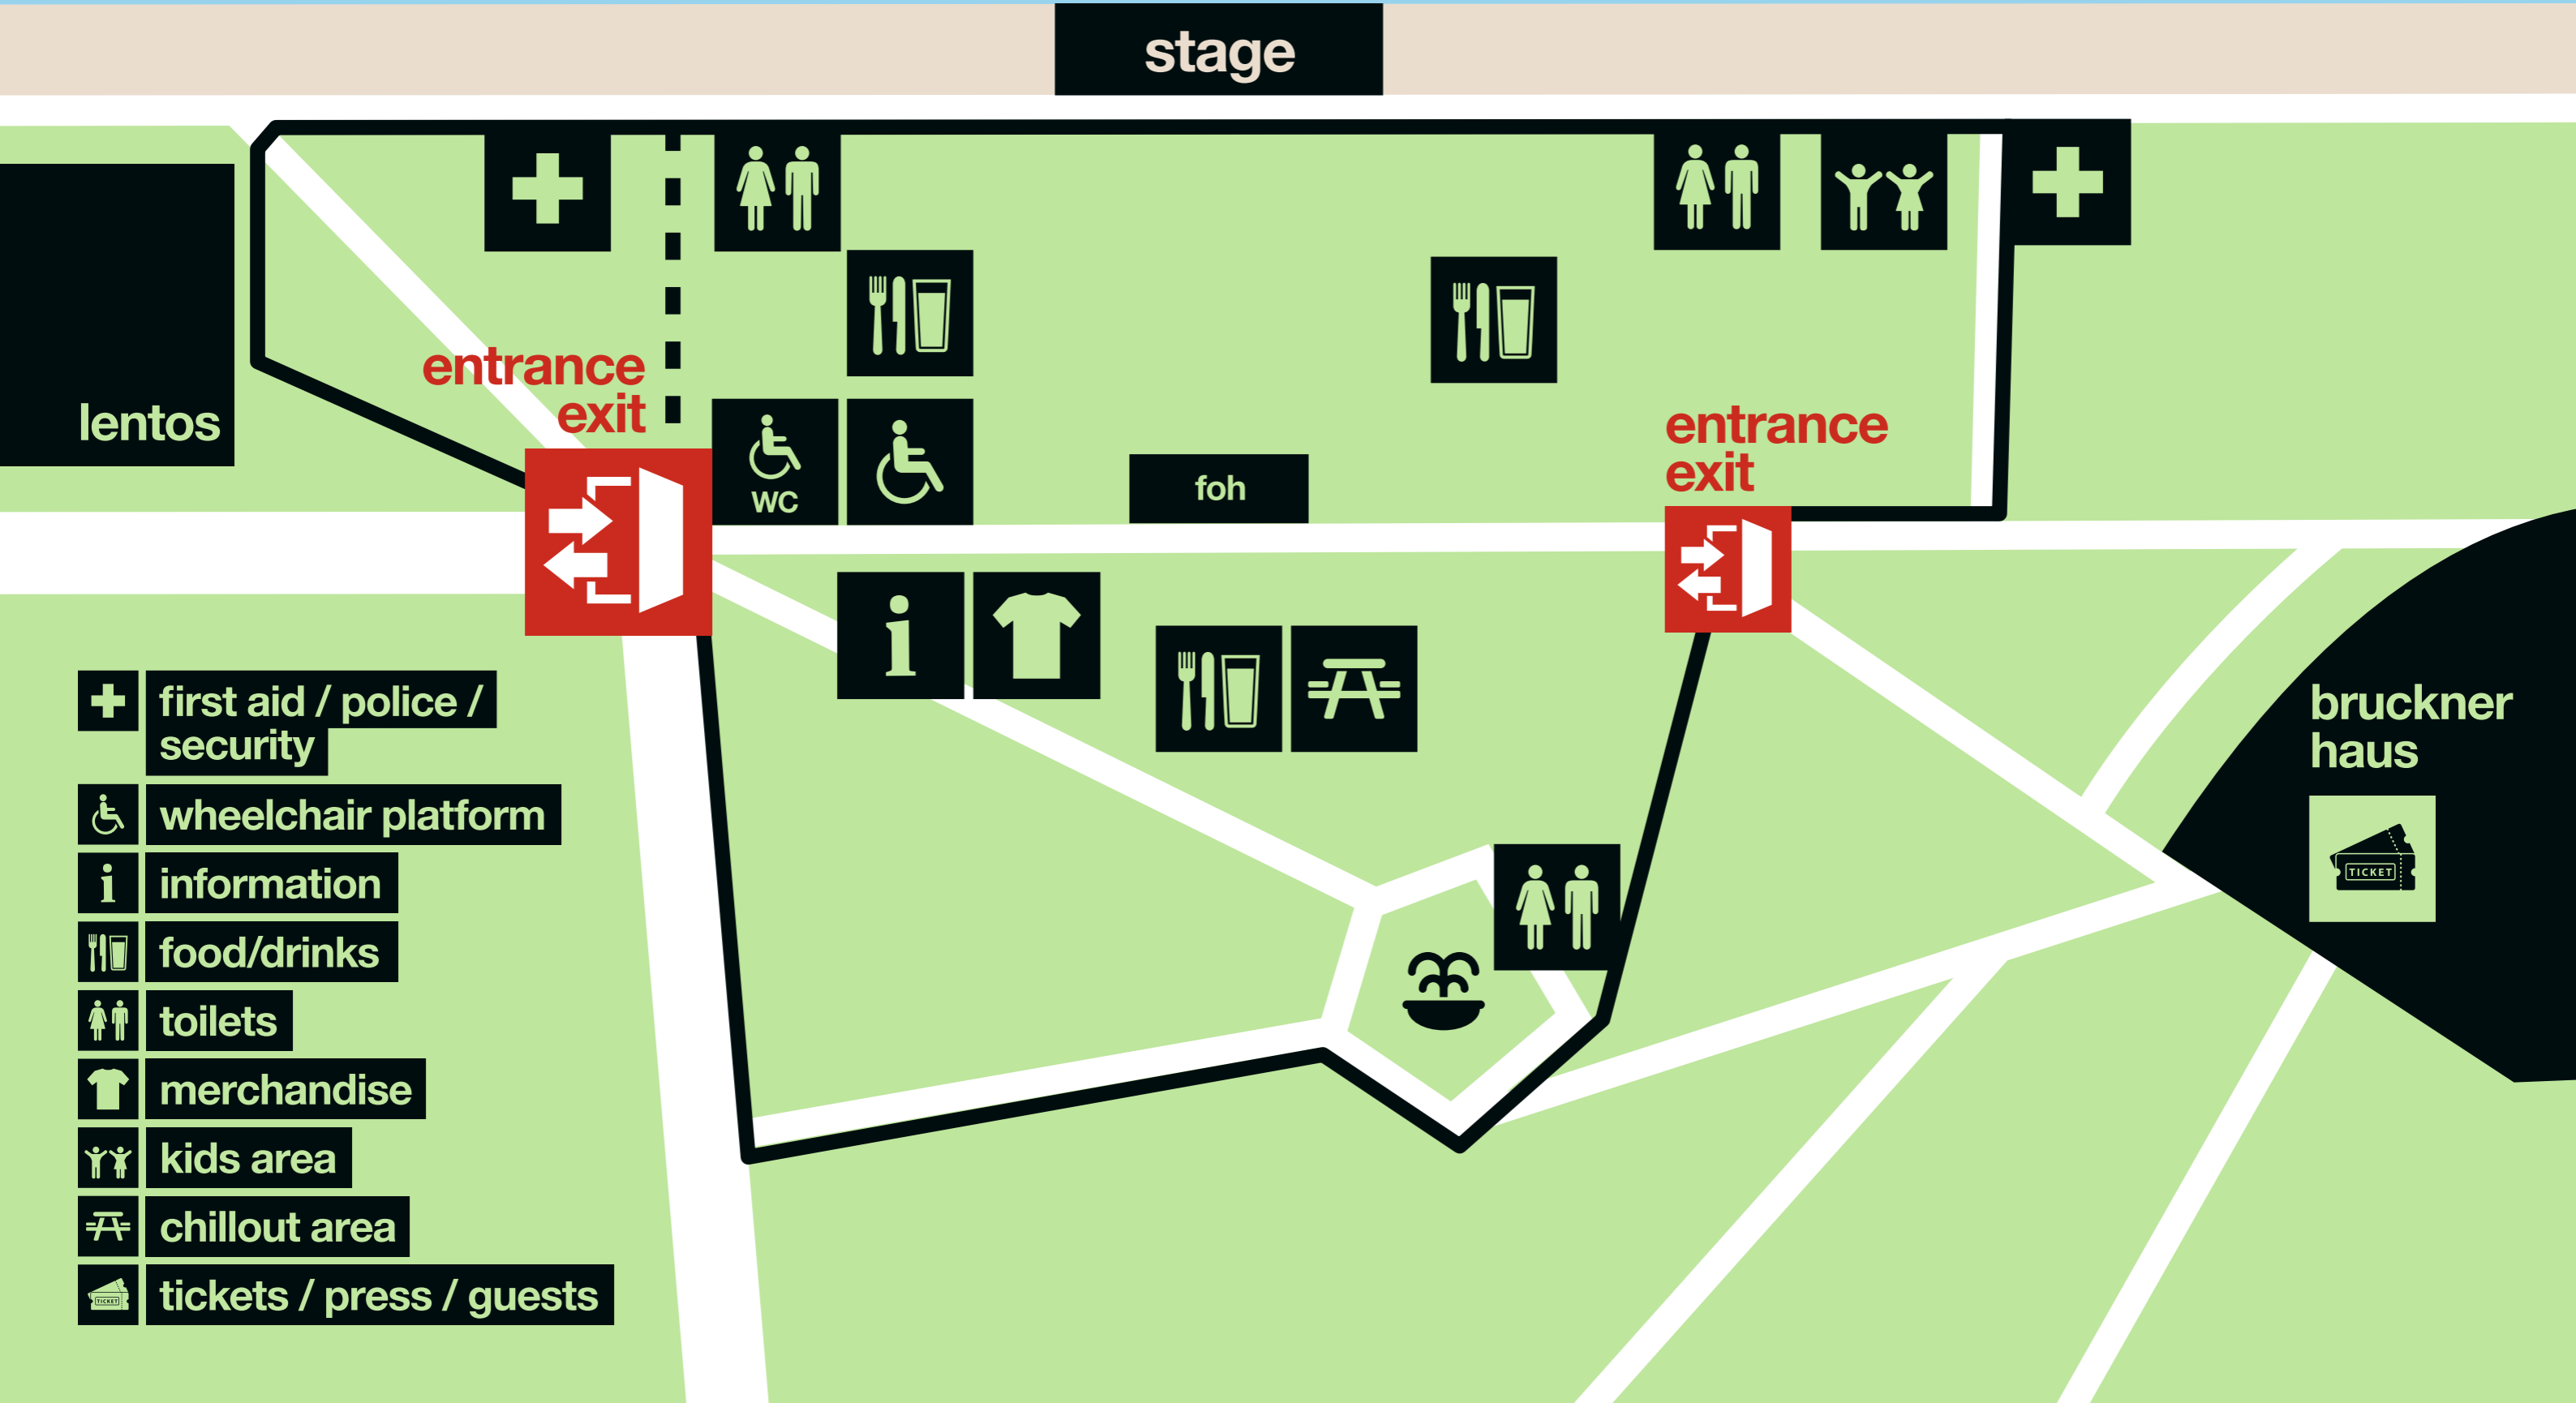 stage
lentos
entrance
exit
WC
foh
entrance
exit
i
bruckner
haus
TICKET
first aid / police /
security
wheelchair platform
i
information
food/drinks
toilets
merchandise
kids area
chillout area
TICKET
tickets / press / guests